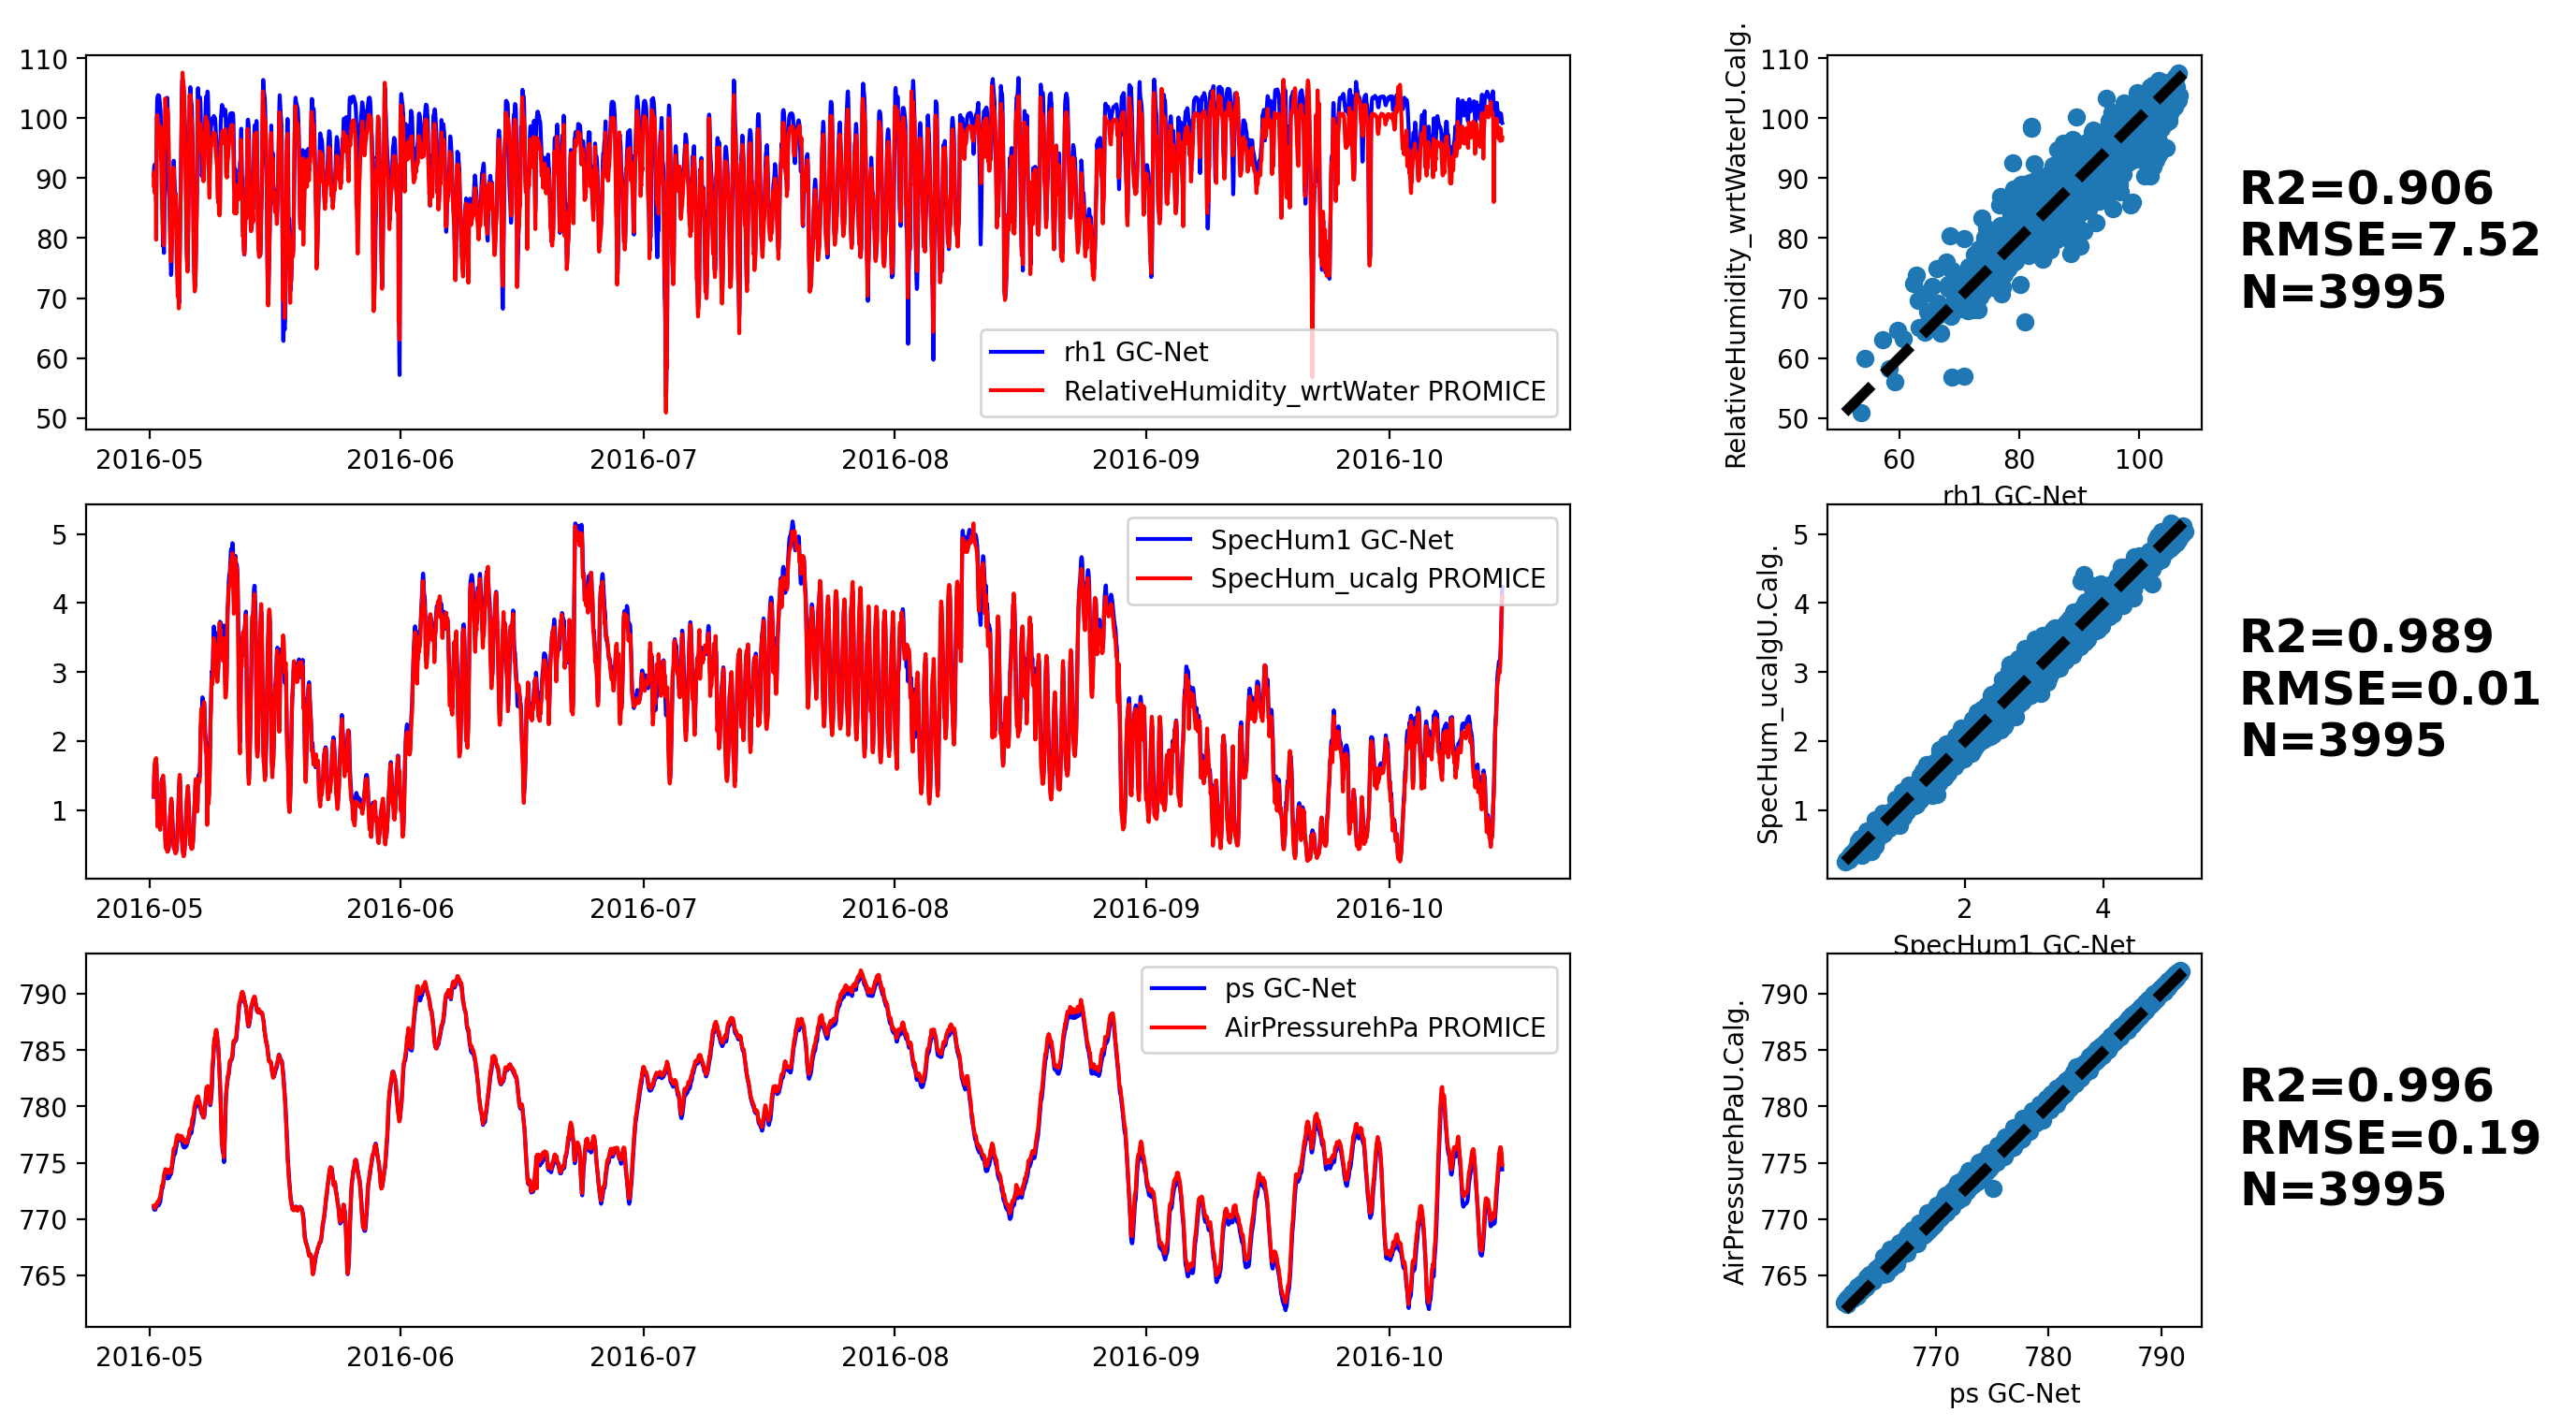 110
100
90
80
70
60
50
rh1 GC-Net
RelativeHumidity_wrtWater PROMICE
2016-05 2016-06 2016-07 2016-08 2016-09 2016-10
RelativeHumidity_wrtWaterU.Calg.
110
100
90
80
70
60
50
60 80 100
rh1 GC-Net
R2=0.906
RMSE=7.52
N=3995
5
4
3
2
1
SpecHum1 GC-Net
SpecHum_ucalg PROMICE
2016-05 2016-06 2016-07 2016-08 2016-09 2016-10
SpecHum_ucalgU.Calg.
5
4
3
2
1
2 4
SpecHum1 GC-Net
R2=0.989
RMSE=0.01
N=3995
790
785
780
775
770
765
ps GC-Net
AirPressurehPa PROMICE
2016-05 2016-06 2016-07 2016-08 2016-09 2016-10
AirPressurehPaU.Calg.
790
785
780
775
770
765
770 780 790
ps GC-Net
R2=0.996
RMSE=0.19
N=3995